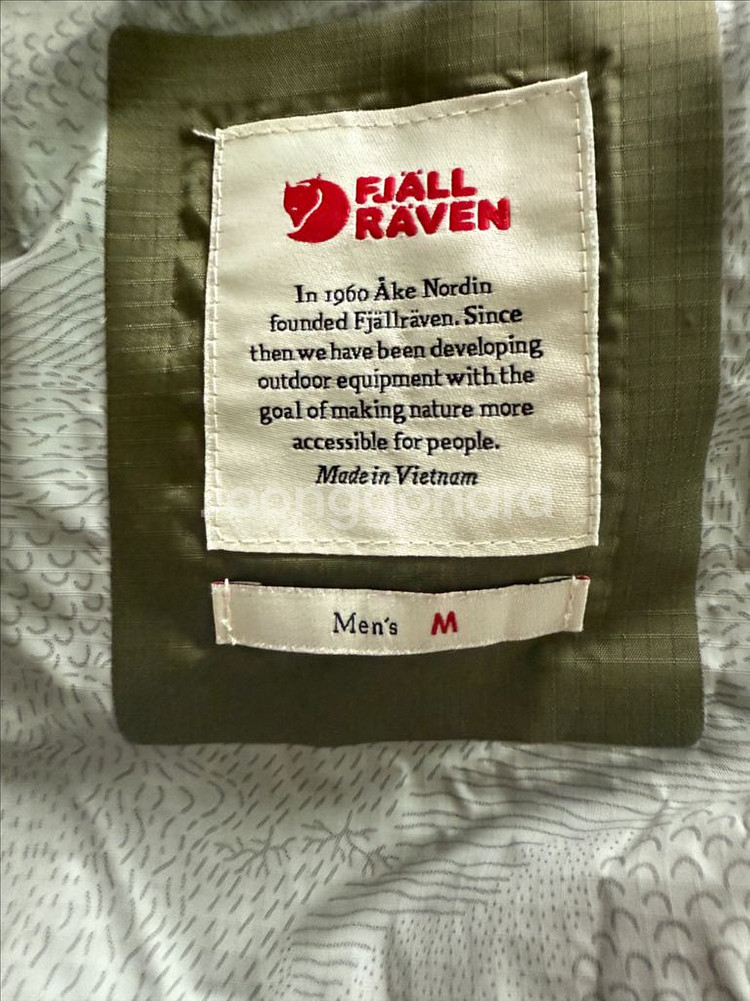 FJÄLL
RÄVEN
In 1960 Åke Nordin
founded Fjällräven. Since
then we have been developing
outdoor equipment with the
goal of making nature more
accessible for people.
Made in Vietnam
joonggonara
Men's M